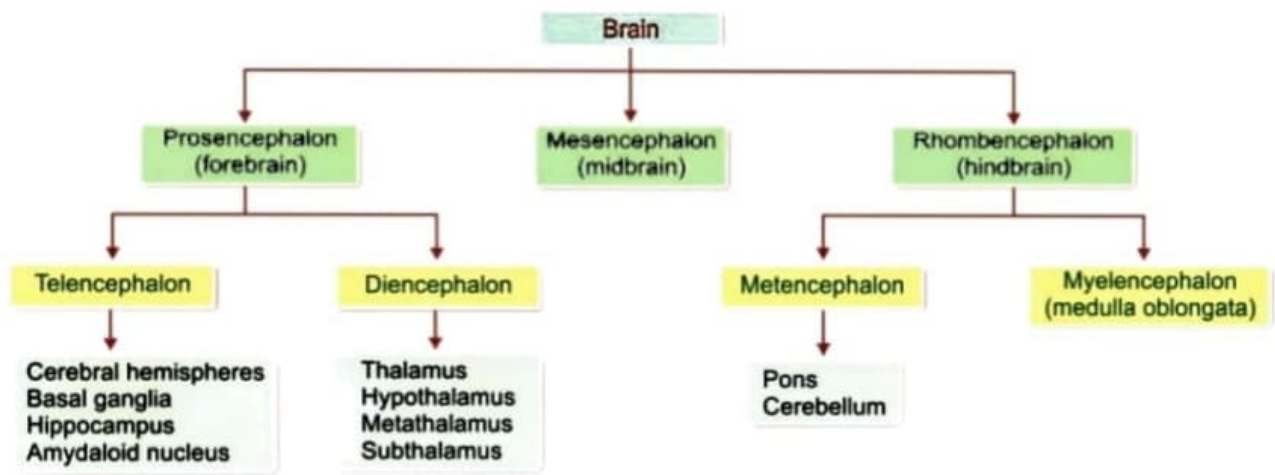 Brain
Prosencephalon
(forebrain)
Mesencephalon
(midbrain)
Rhombencephalon
(hindbrain)
Telencephalon
Diencephalon
Metencephalon
Myelencephalon
(medulla oblongata)
Cerebral hemispheres
Basal ganglia
Hippocampus
Amydaloid nucleus
Thalamus
Hypothalamus
Metathalamus
Subthalamus
Pons
Cerebellum